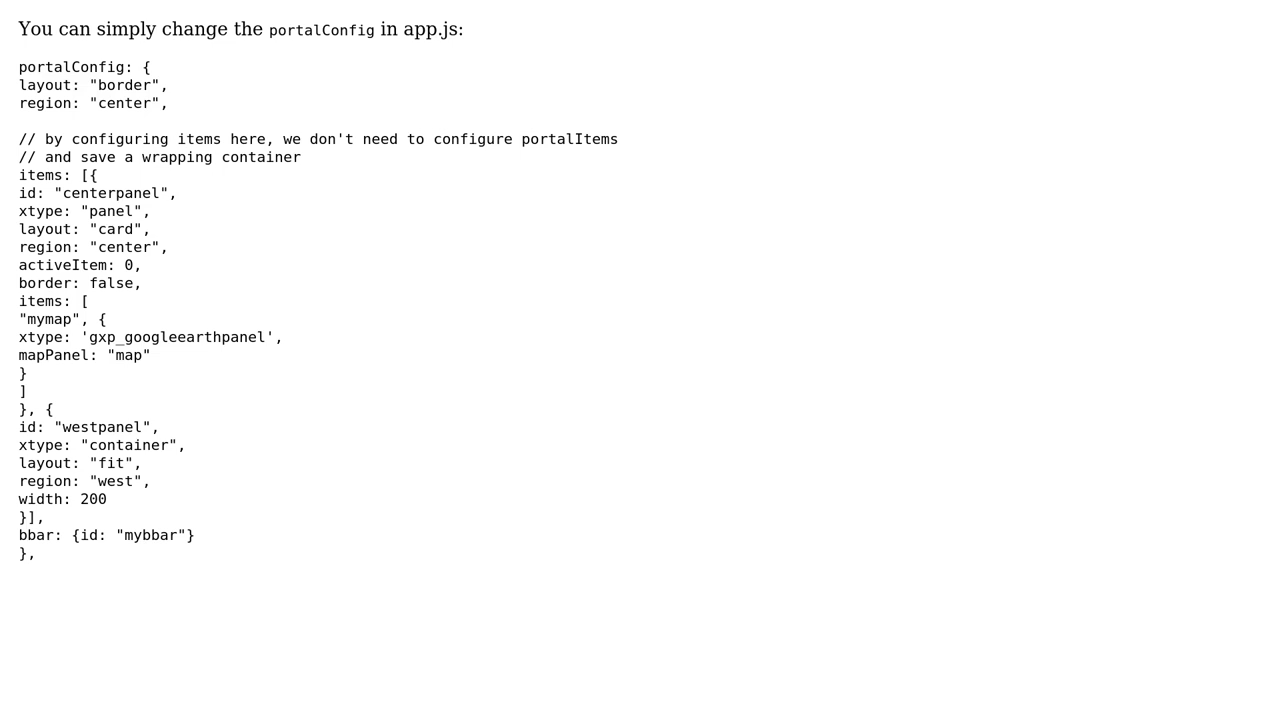 You can simply change the portalConfig in app.js:
portalConfig: {
layout: "border",
region: "center",
// by configuring items here, we don't need to configure portalItems
// and save a wrapping container
items: [{
id: "centerpanel",
xtype: "panel",
layout: "card",
region: "center",
activeItem: 0,
border: false,
items: [
"mymap", {
xtype: 'gxp_googleearthpanel',
mapPanel: "map"
}
]
}, {
id: "westpanel",
xtype: "container",
layout: "fit",
region: "west",
width: 200
}],
bbar: {id: "mybbar"}
},